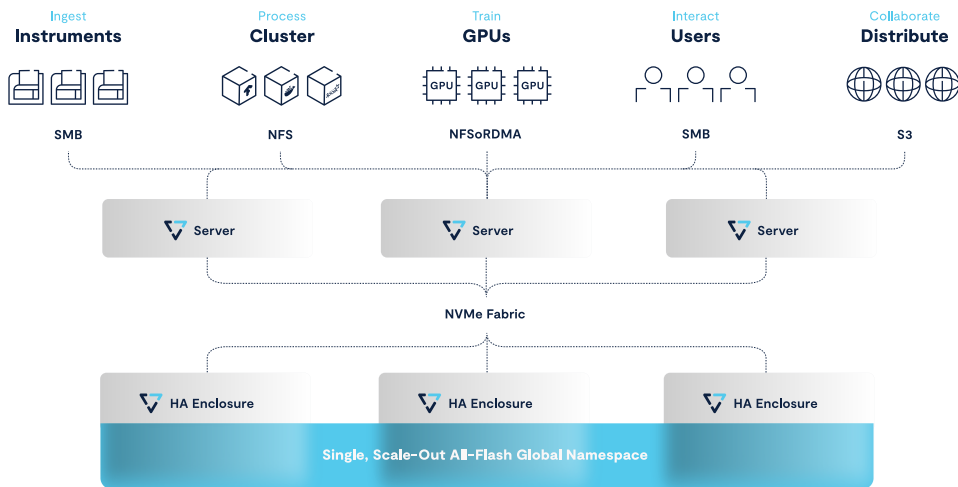 Ingest
Process
Train
Interact
Collaborate
Instruments
Cluster
GPUs
Users
Distribute
GPU
GPU
GPU
SMB
NFS
NFSoRDMA
SMB
S3
Server
Server
Server
NVMe Fabric
HA Enclosure
HA Enclosure
HA Enclosure
Single, Scale-Out All-Flash Global Namespace